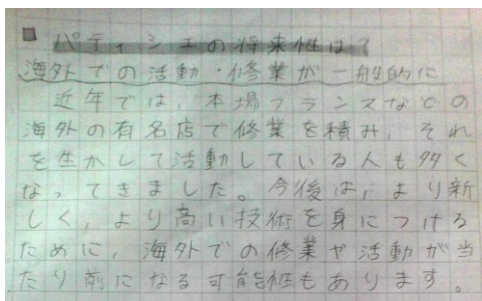 ■ パティシエの将来性は？
海外での活動・修業が一般的に
近年では，本場フランスなどの
海外の有名店で修業を積み，それ
を生かして活動している人も多く
なってきました。今後は，より新
しく，より高い技術を身につける
ために，海外での修業や活動が当
たり前になる可能性もあります。